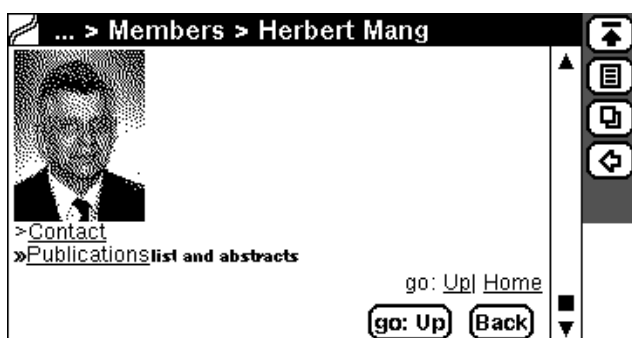 ... > Members > Herbert Mang
>Contact
»Publications list and abstracts
go: Up| Home
go: Up Back